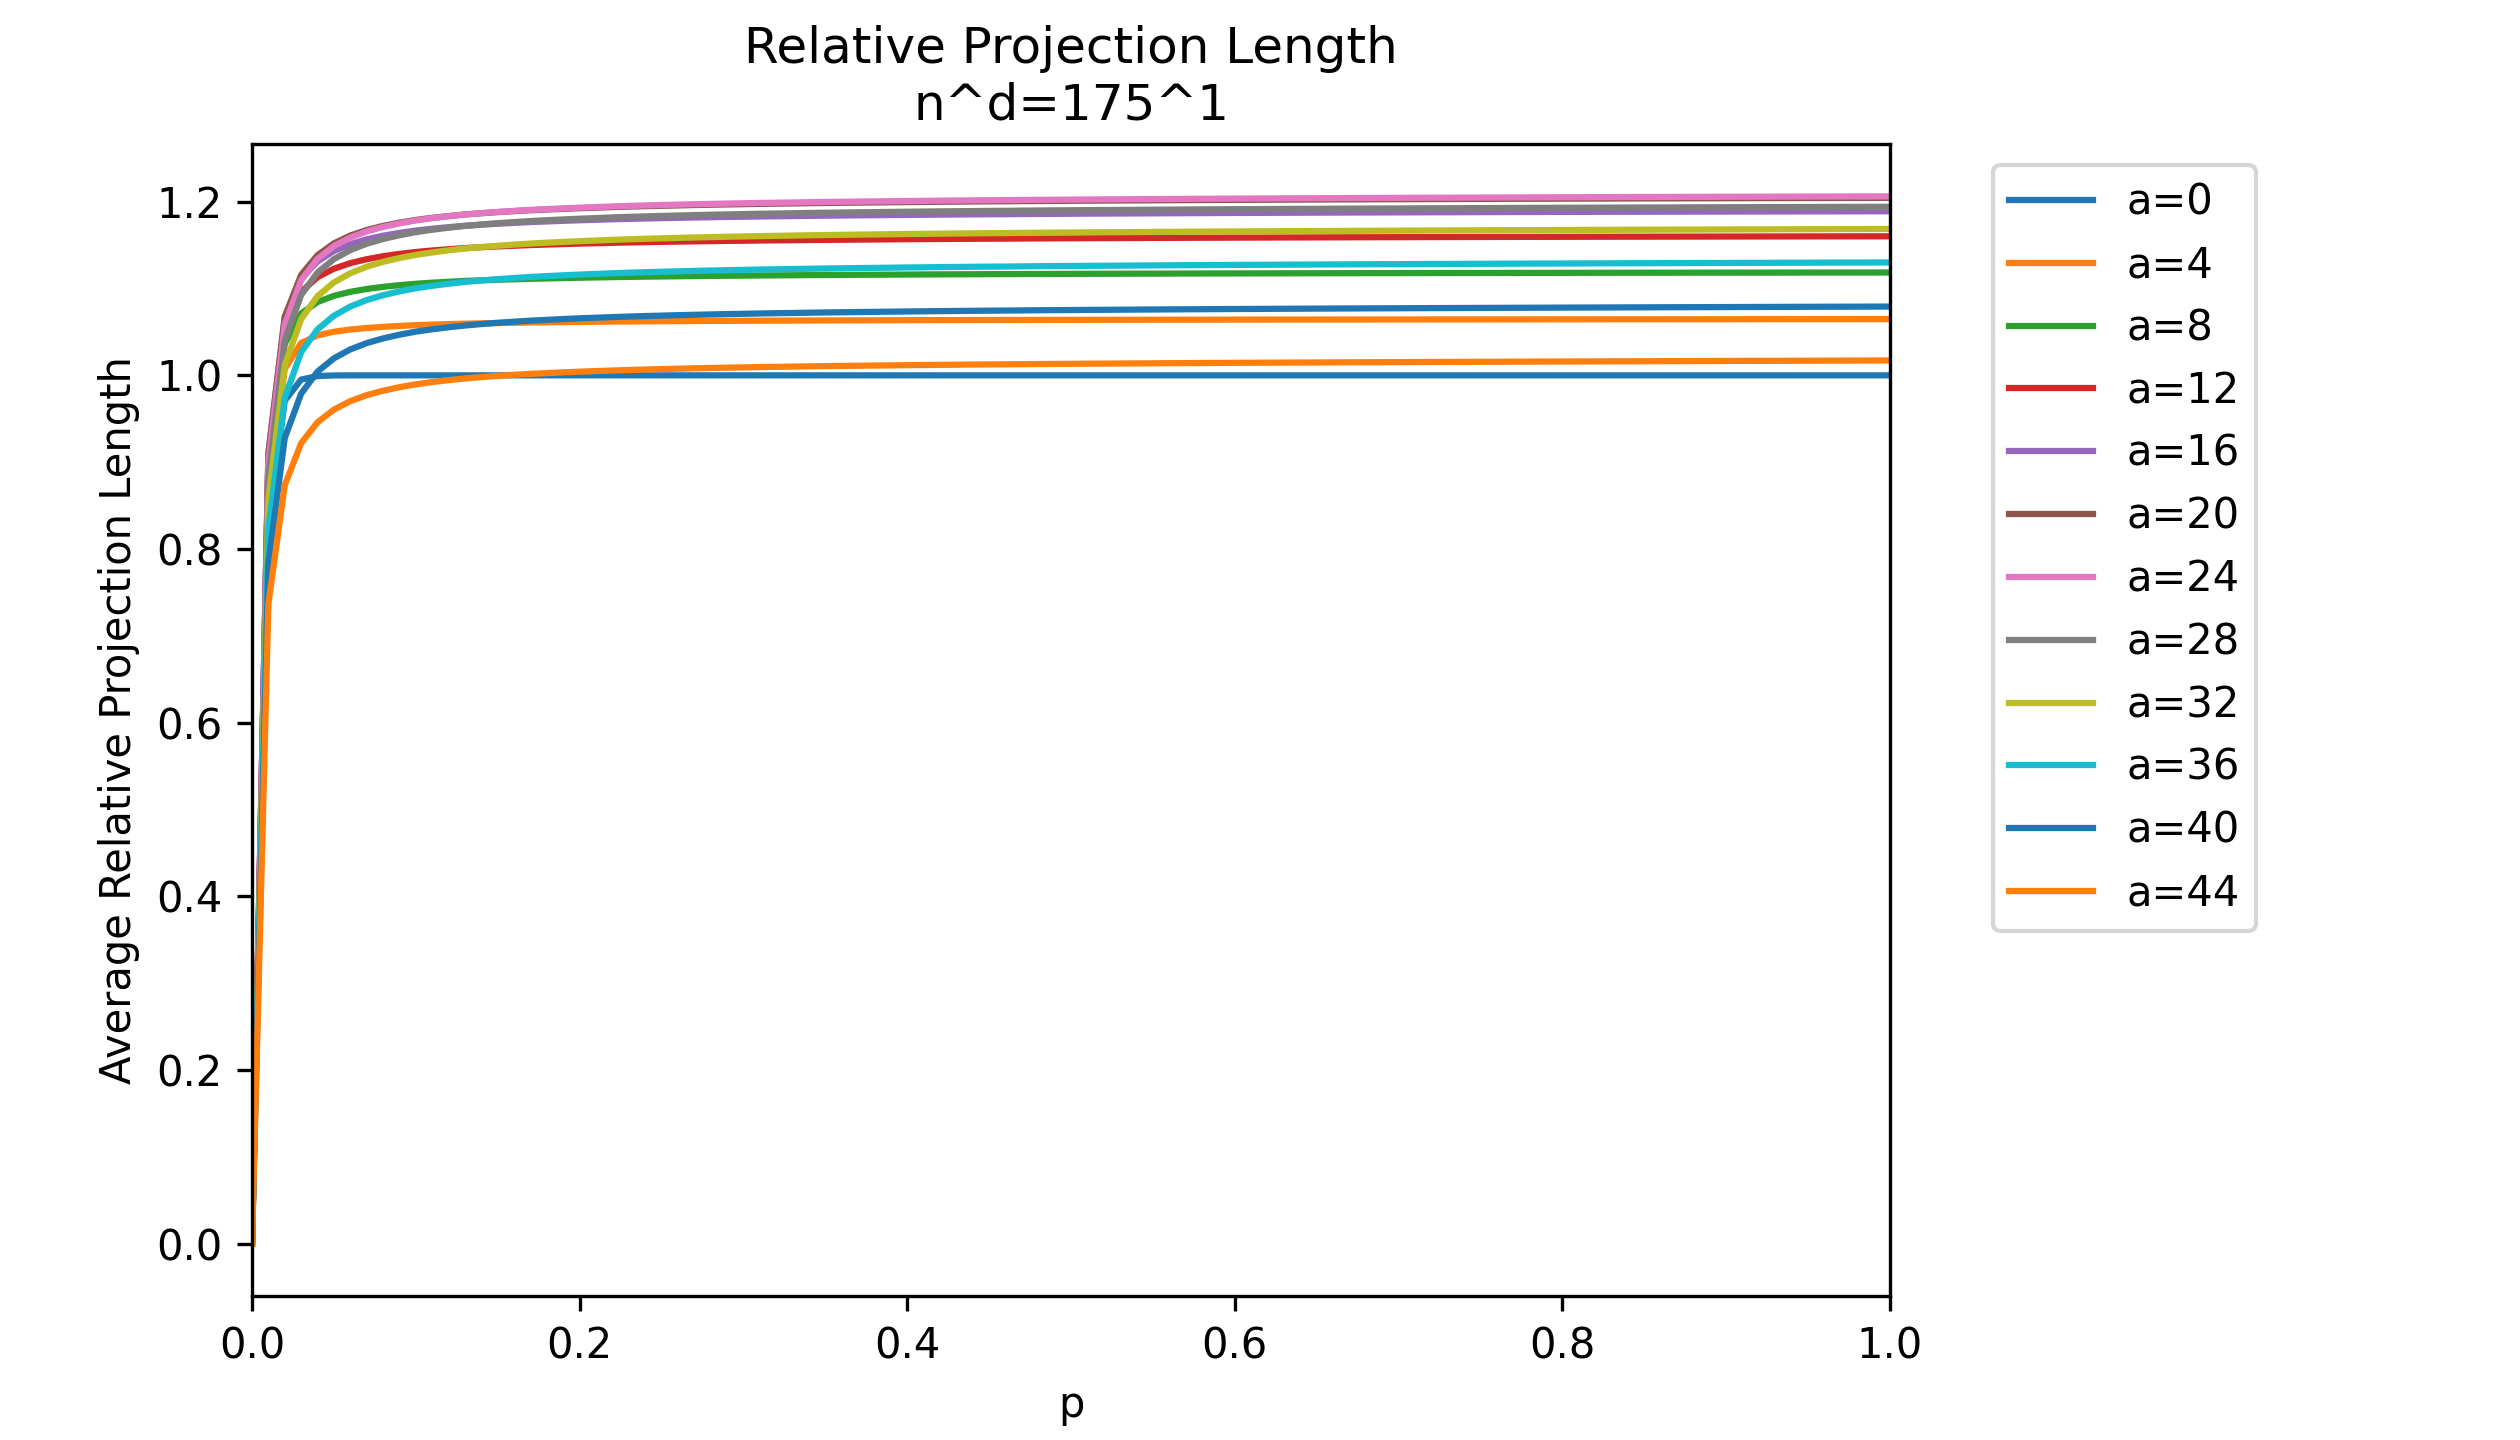 Relative Projection Length
n^d=175^1
Average Relative Projection Length
1.2
1.0
0.8
0.6
0.4
0.2
0.0
0.0 0.2 0.4 0.6 0.8 1.0
p
a=0
a=4
a=8
a=12
a=16
a=20
a=24
a=28
a=32
a=36
a=40
a=44